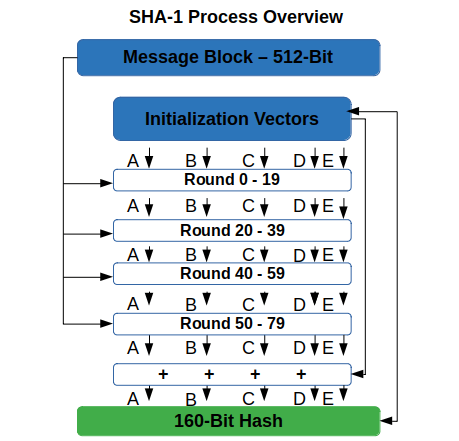 SHA-1 Process Overview
Message Block – 512-Bit
Initialization Vectors
A B C D E
Round 0 - 19
A B C D E
Round 20 - 39
A B C D E
Round 40 - 59
A B C D E
Round 50 - 79
A B C D E
+ + + +
A B C D E
160-Bit Hash